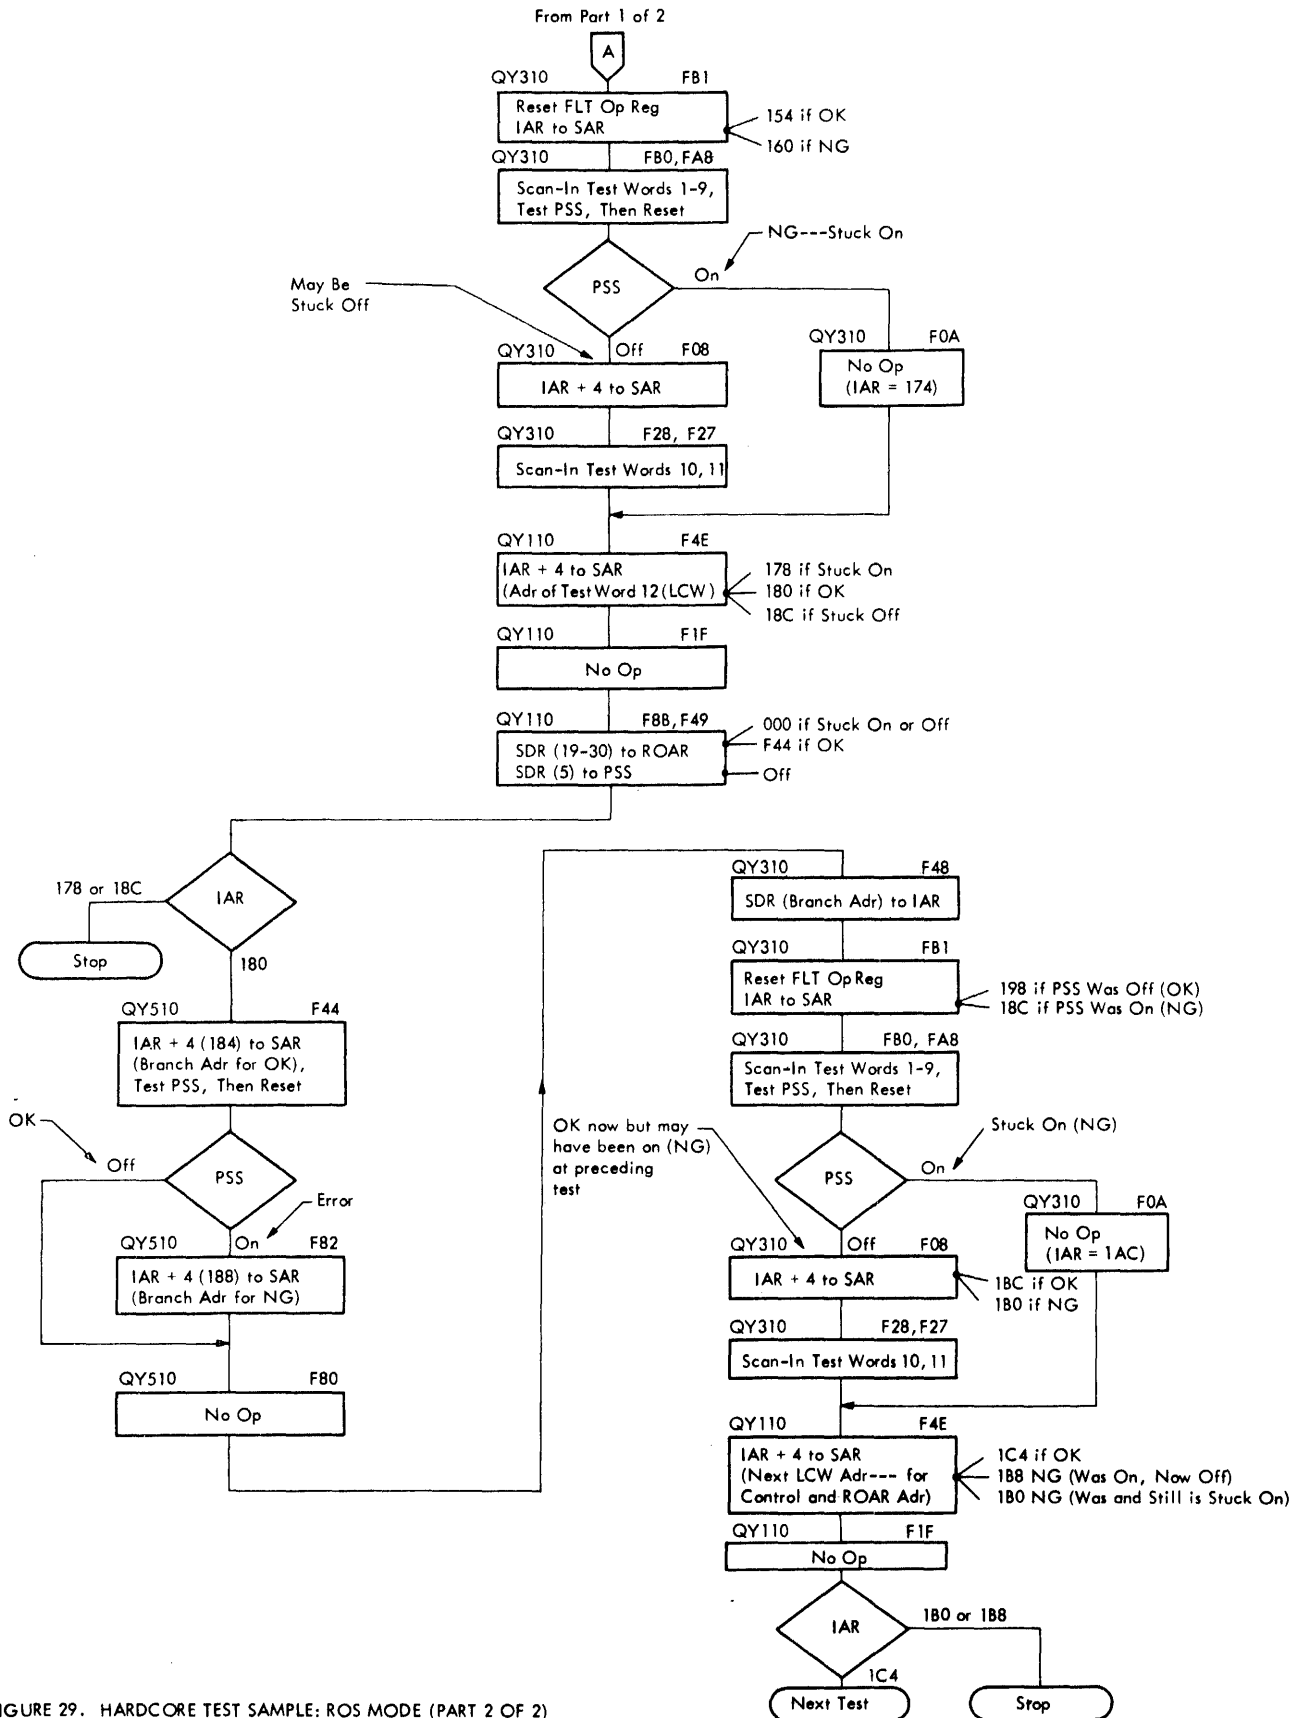 From Part 1 of 2
A
QY310 FB1
Reset FLT Op Reg
IAR to SAR
154 if OK
160 if NG
QY310 FB0, FA8
Scan-In Test Words 1-9,
Test PSS, Then Reset
NG---Stuck On
PSS
On
May Be
Stuck Off
Off
QY310 F08
IAR + 4 to SAR
QY310 F0A
No Op
(IAR = 174)
QY310 F28, F27
Scan-In Test Words 10, 11
QY110 F4E
IAR + 4 to SAR
(Adr of Test Word 12 (LCW)
178 if Stuck On
180 if OK
18C if Stuck Off
QY110 F1F
No Op
QY110 F8B, F49
SDR (19-30) to ROAR
SDR (5) to PSS
000 if Stuck On or Off
F44 if OK
Off
IAR
178 or 18C
Stop
180
QY510 F44
IAR + 4 (184) to SAR
(Branch Adr for OK),
Test PSS, Then Reset
OK
Off
PSS
Error
On
QY510 F82
IAR + 4 (188) to SAR
(Branch Adr for NG)
QY510 F80
No Op
QY310 F48
SDR (Branch Adr) to IAR
QY310 FB1
Reset FLT Op Reg
IAR to SAR
198 if PSS Was Off (OK)
18C if PSS Was On (NG)
QY310 FB0, FA8
Scan-In Test Words 1-9,
Test PSS, Then Reset
OK now but may
have been on (NG)
at preceding
test
Stuck On (NG)
PSS
On
Off
QY310 F0A
No Op
(IAR = 1AC)
QY310 F08
IAR + 4 to SAR
1BC if OK
1B0 if NG
QY310 F28, F27
Scan-In Test Words 10, 11
QY110 F4E
IAR + 4 to SAR
(Next LCW Adr--- for
Control and ROAR Adr)
1C4 if OK
1B8 NG (Was On, Now Off)
1B0 NG (Was and Still is Stuck On)
QY110 F1F
No Op
IAR
1B0 or 1B8
1C4
Next Test
Stop
IGURE 29. HARDCORE TEST SAMPLE: ROS MODE (PART 2 OF 2)